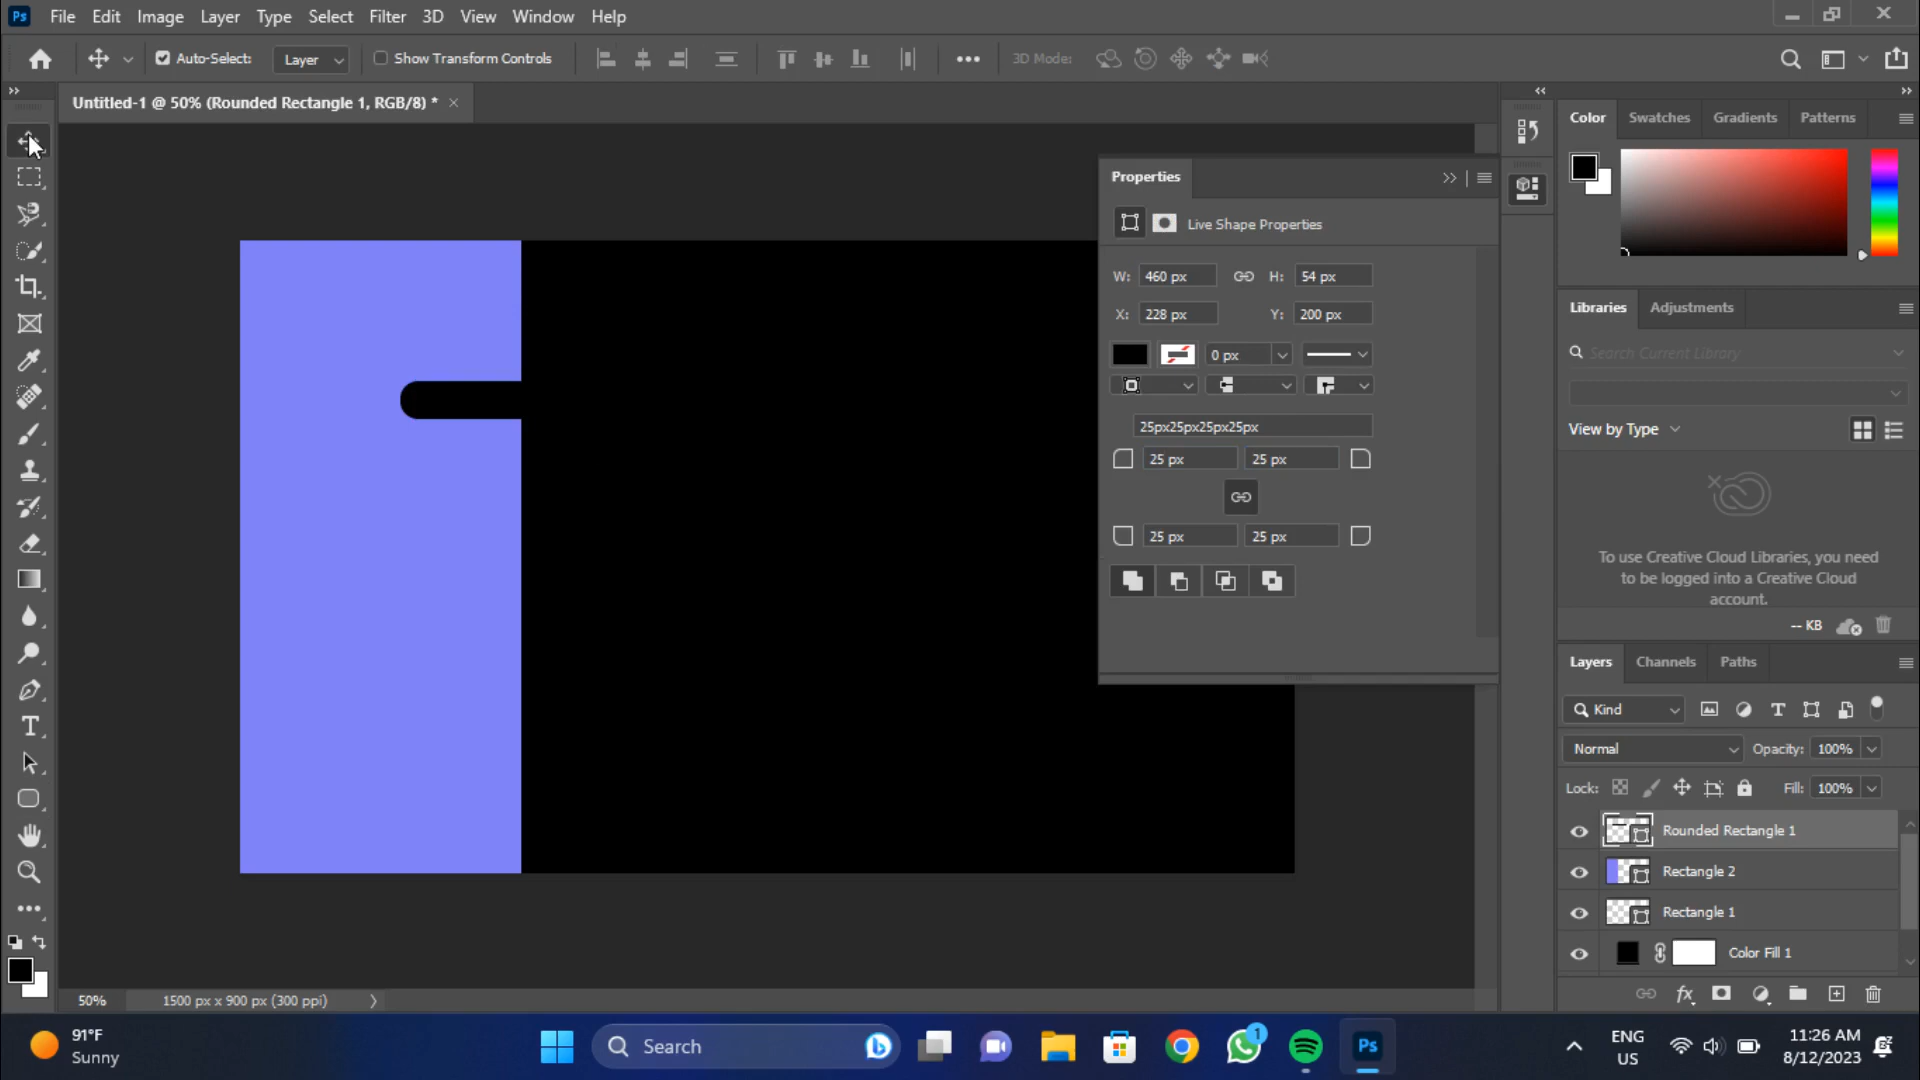 Ps File Edit Image Layer Type Select Filter 3D View Window Help
Auto-Select: Layer Show Transform Controls 3D Mode:
Untitled-1 @ 50% (Rounded Rectangle 1, RGB/8) *
Color Swatches Gradients Patterns
Properties
Live Shape Properties
W: 460 px H: 54 px
X: 228 px Y: 200 px
0 px
25px25px25px25px
25 px 25 px
25 px 25 px
Libraries Adjustments
Search Current Library
View by Type
To use Creative Cloud Libraries, you need
to be logged into a Creative Cloud
account.
-- KB
Layers Channels Paths
Kind
Normal Opacity: 100%
Lock: Fill: 100%
Rounded Rectangle 1
Rectangle 2
Rectangle 1
Color Fill 1
50% 1500 px x 900 px (300 ppi)
91°F
Sunny
Search
1
Ps
ENG
US
11:26 AM
8/12/2023